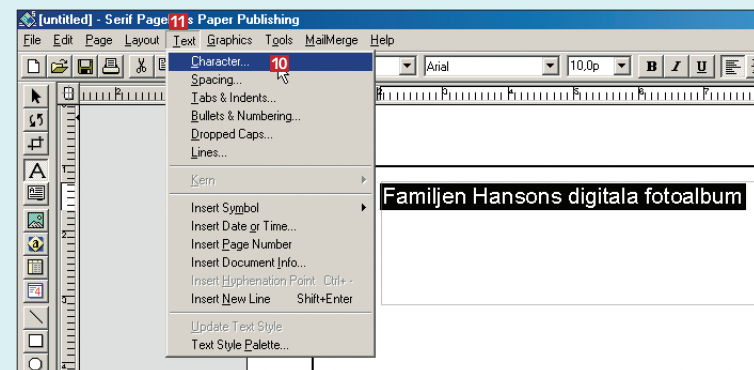 [untitled] - Serif Page 11 s Paper Publishing
File Edit Page Layout Text Graphics Tools MailMerge Help
Character... 10
Arial 10,0p B I U
Spacing...
Tabs & Indents...
Bullets & Numbering...
Dropped Caps...
Lines...
Kern
Familjen Hansons digitala fotoalbum
Insert Symbol
Insert Date or Time...
Insert Page Number
Insert Document Info...
Insert Hyphenation Point Ctrl+-
Insert New Line Shift+Enter
Update Text Style
Text Style Palette...